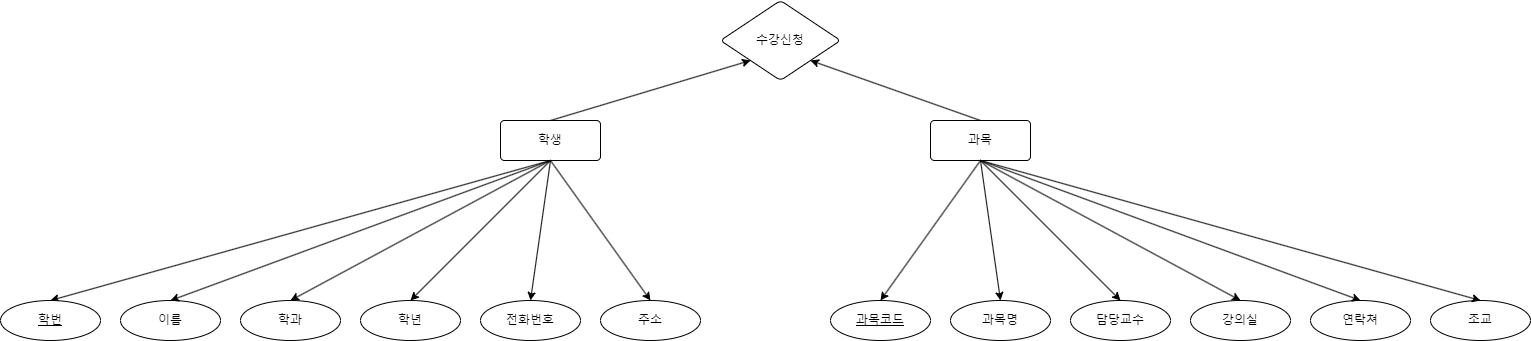 수강신청
학생
과목
학번
이름
학과
학년
전화번호
주소
과목코드
과목명
담당교수
강의실
연락쳐
조교